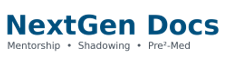 NextGen Docs
Mentorship • Shadowing • Pre²-Med